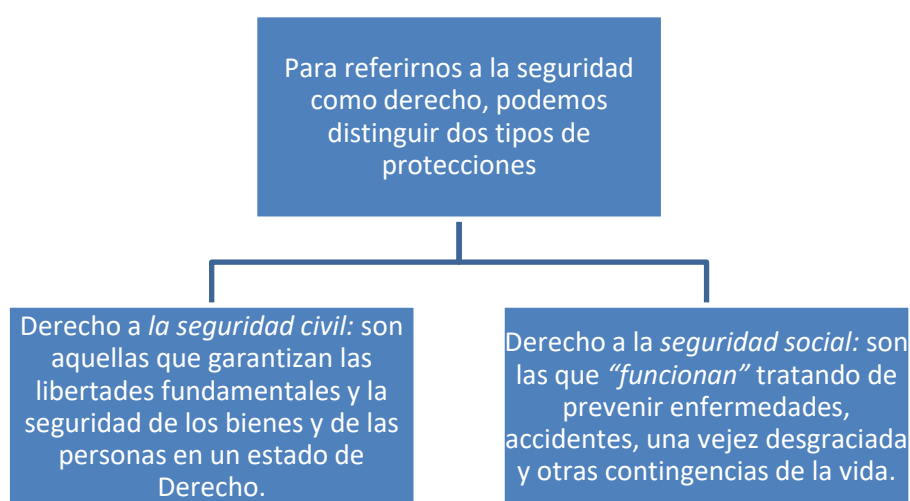 Para referirnos a la seguridad
como derecho, podemos
distinguir dos tipos de
protecciones
Derecho a la seguridad civil: son
aquellas que garantizan las
libertades fundamentales y la
seguridad de los bienes y de las
personas en un estado de
Derecho.
Derecho a la seguridad social: son
las que “funcionan” tratando de
prevenir enfermedades,
accidentes, una vejez desgraciada
y otras contingencias de la vida.